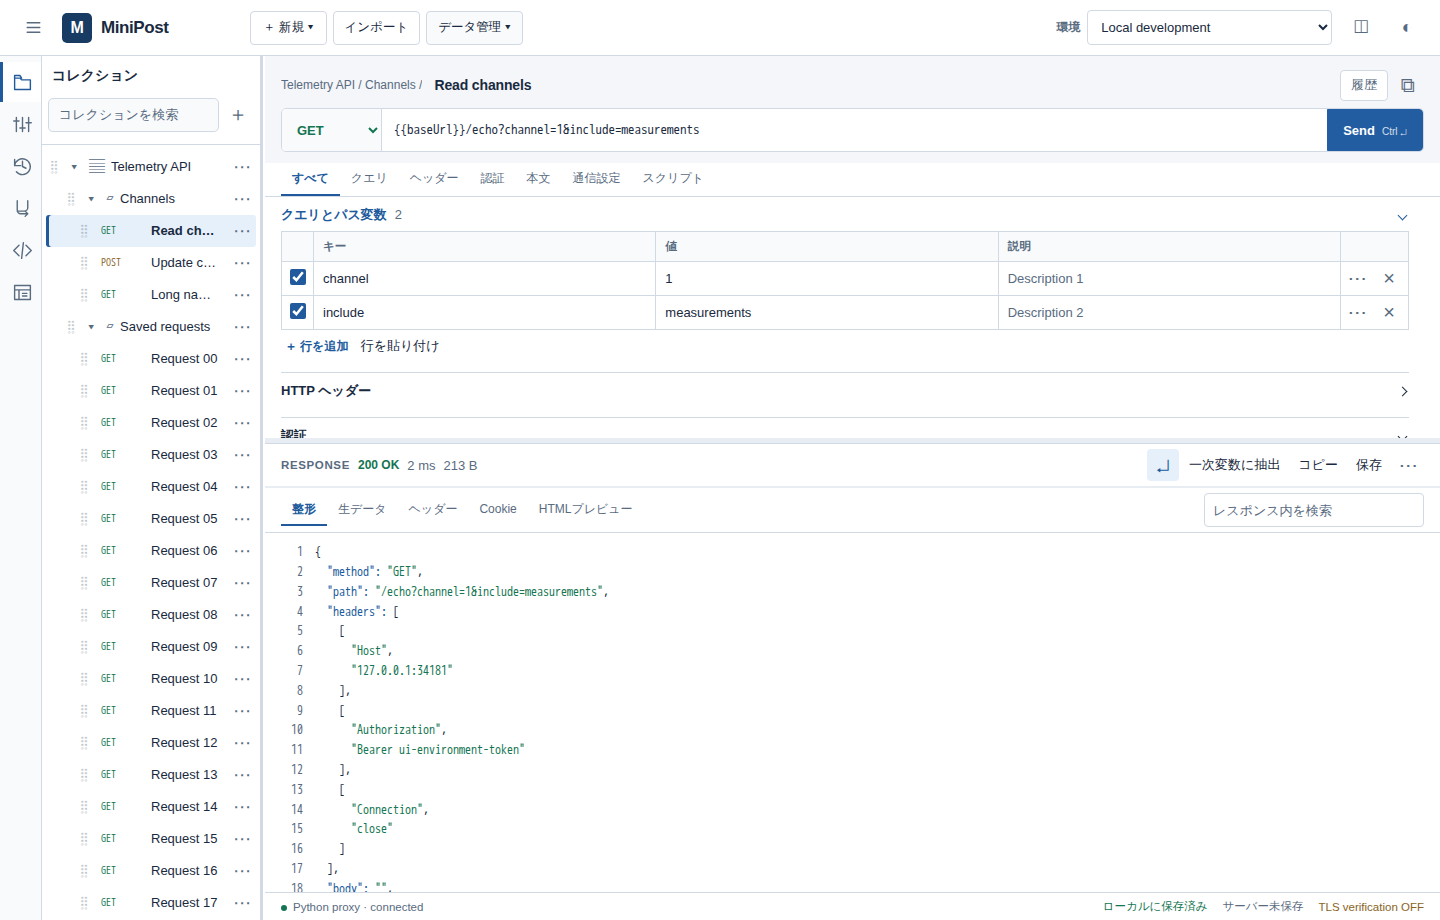 M MiniPost ＋ 新規 ▾ インポート データ管理 ▾ 環境 Local development
コレクション
コレクションを検索 ＋
Telemetry API ···
Channels ···
GET Read ch… ···
POST Update c… ···
GET Long na… ···
Saved requests ···
GET Request 00 ···
GET Request 01 ···
GET Request 02 ···
GET Request 03 ···
GET Request 04 ···
GET Request 05 ···
GET Request 06 ···
GET Request 07 ···
GET Request 08 ···
GET Request 09 ···
GET Request 10 ···
GET Request 11 ···
GET Request 12 ···
GET Request 13 ···
GET Request 14 ···
GET Request 15 ···
GET Request 16 ···
GET Request 17 ···
Telemetry API / Channels / Read channels 履歴
GET {{baseUrl}}/echo?channel=1&include=measurements Send Ctrl ↵
すべて クエリ ヘッダー 認証 本文 通信設定 スクリプト
クエリとパス変数 2
キー 値 説明
channel 1 Description 1 ··· ✕
include measurements Description 2 ··· ✕
＋ 行を追加 行を貼り付け
HTTP ヘッダー
認証
RESPONSE 200 OK 2 ms 213 B 一次変数に抽出 コピー 保存 ···
整形 生データ ヘッダー Cookie HTMLプレビュー レスポンス内を検索
1 {
2 "method": "GET",
3 "path": "/echo?channel=1&include=measurements",
4 "headers": [
5 [
6 "Host",
7 "127.0.0.1:34181"
8 ],
9 [
10 "Authorization",
11 "Bearer ui-environment-token"
12 ],
13 [
14 "Connection",
15 "close"
16 ]
17 ],
18 "body": "",
Python proxy · connected ローカルに保存済み サーバー未保存 TLS verification OFF